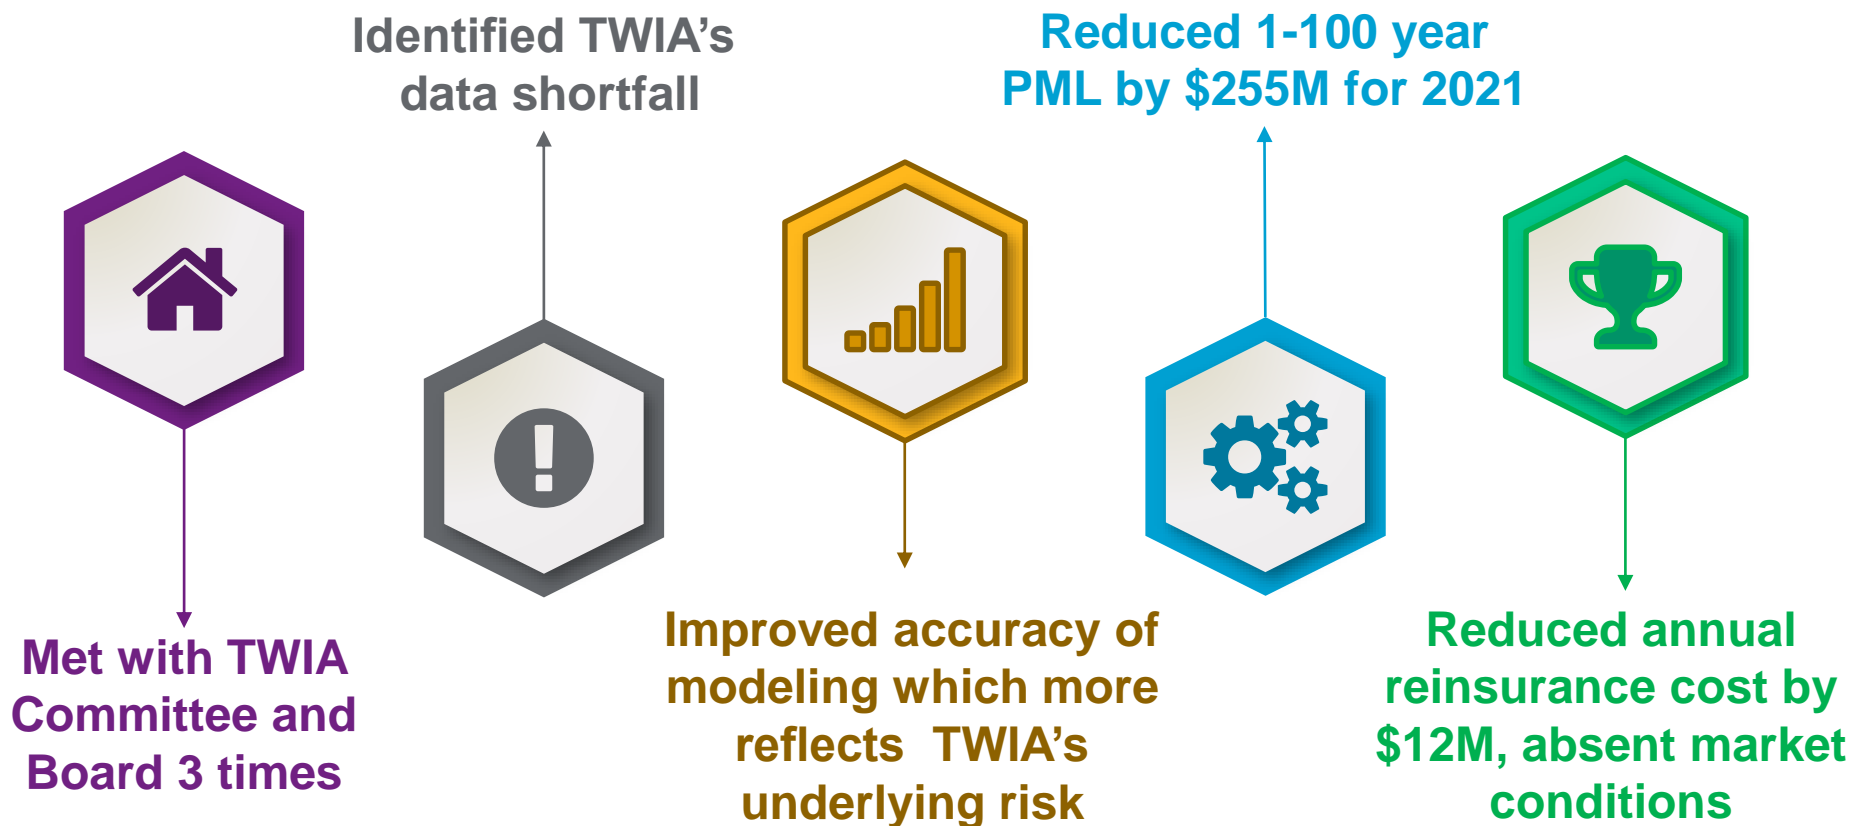 Met with TWIA
Committee and
Board 3 times
Identified TWIA’s
data shortfall
Improved accuracy of
modeling which more
reflects  TWIA’s
underlying risk
Reduced 1-100 year
PML by $255M for 2021
Reduced annual
reinsurance cost by
$12M, absent market
conditions